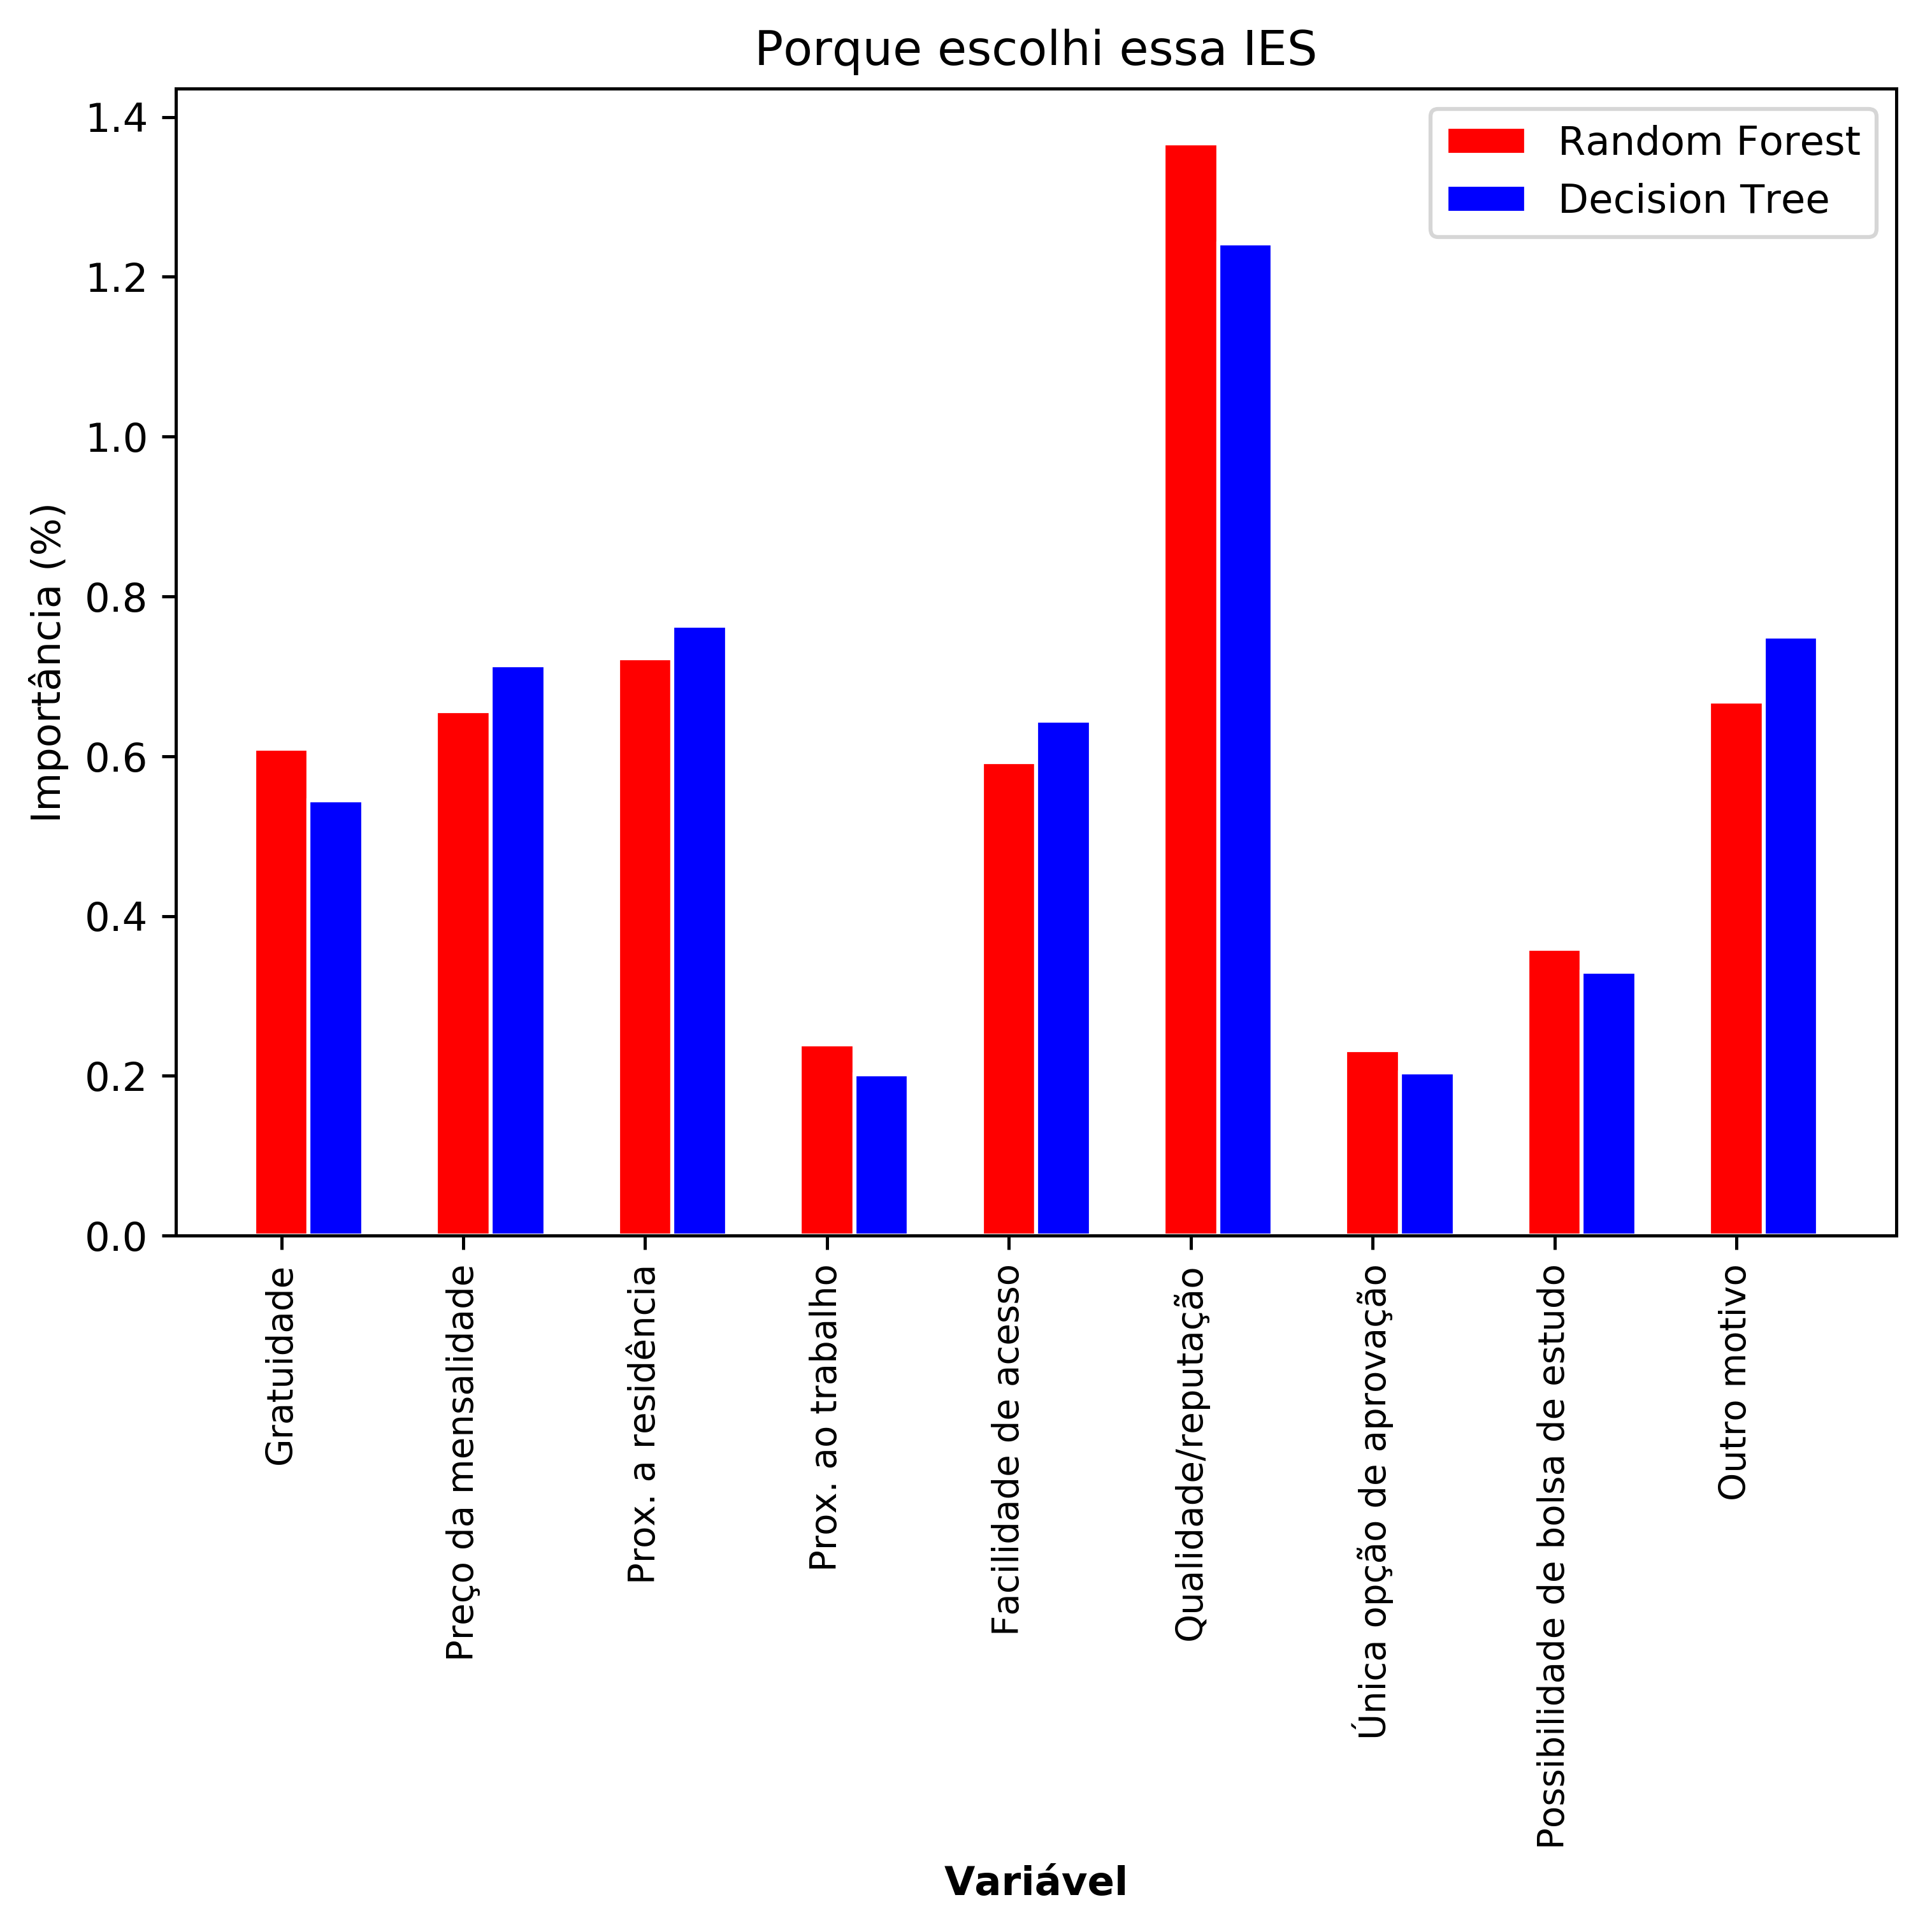 Porque escolhi essa IES
Random Forest
Decision Tree
Importância (%)
1.4
1.2
1.0
0.8
0.6
0.4
0.2
0.0
Gratuidade
Preço da mensalidade
Prox. a residência
Prox. ao trabalho
Facilidade de acesso
Qualidade/reputação
Única opção de aprovação
Possibilidade de bolsa de estudo
Outro motivo
Variável